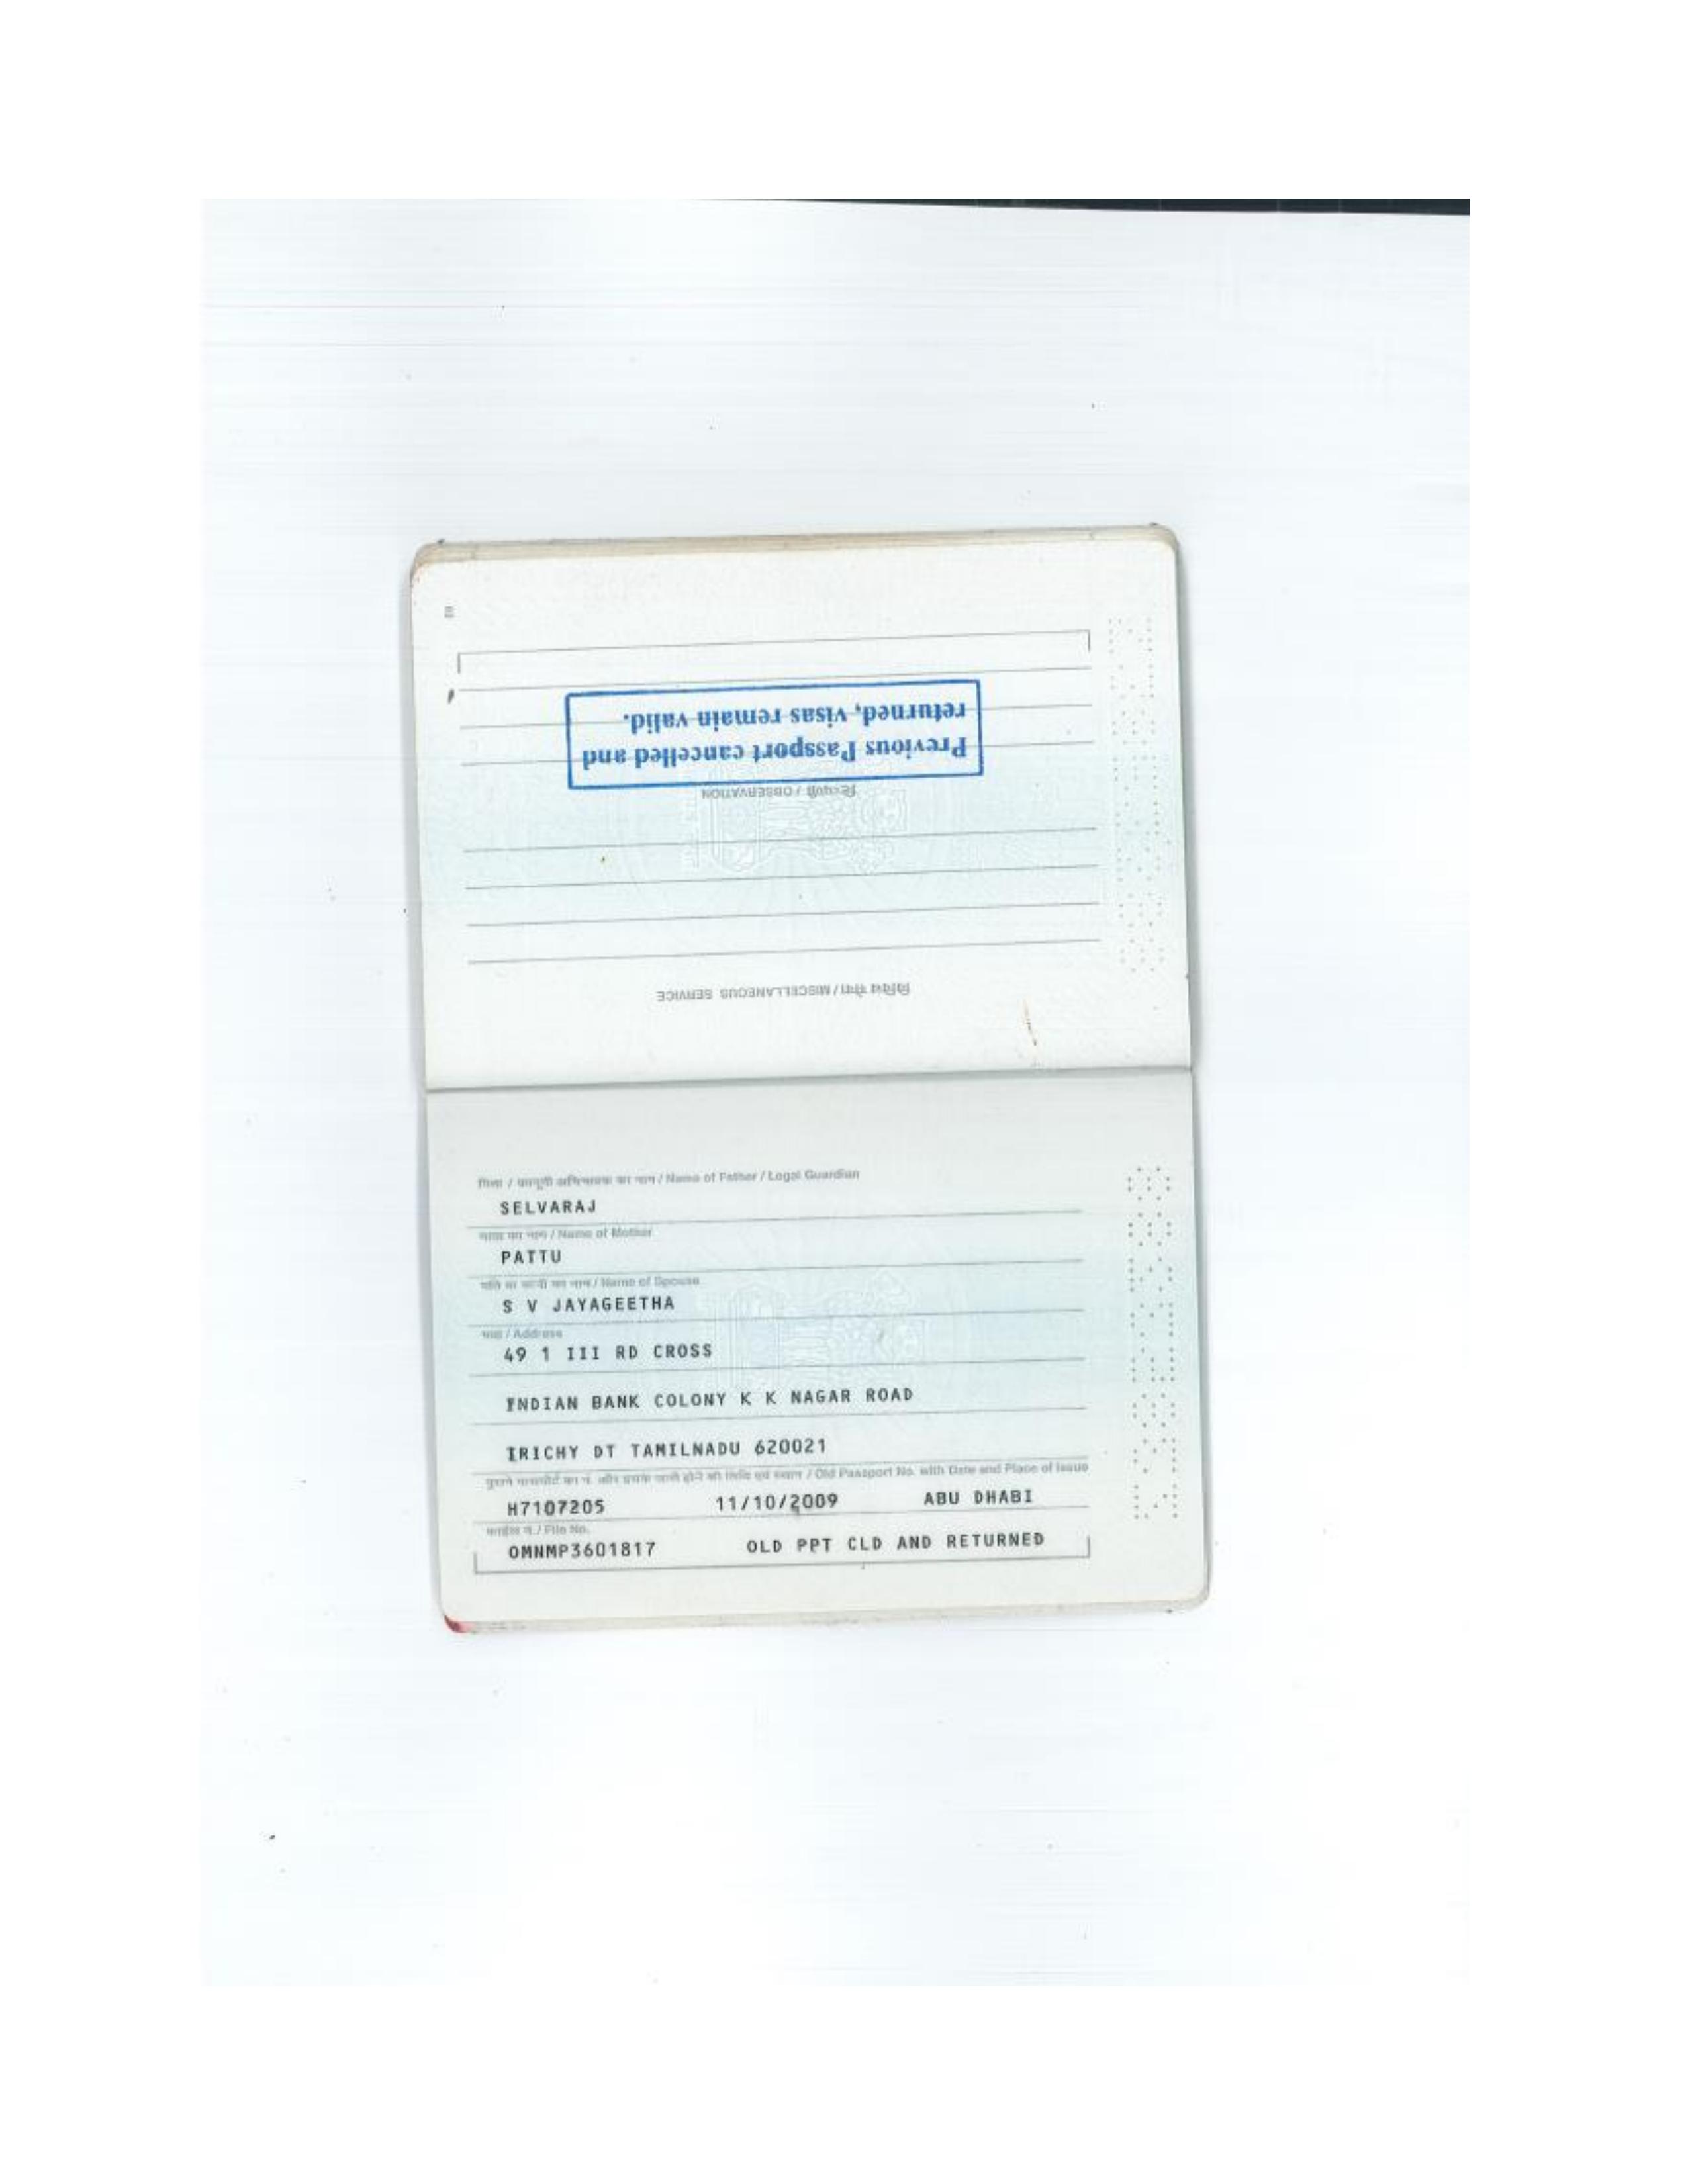 Previous Passport cancelled and
returned, visas remain valid.
टिप्पणी / OBSERVATION
विविध सेवा / MISCELLANEOUS SERVICE
पिता / कानूनी अभिभावक का नाम / Name of Father / Legal Guardian
SELVARAJ
माता का नाम / Name of Mother
PATTU
पति या पत्नी का नाम / Name of Spouse
S V JAYAGEETHA
पता / Address
49 1 III RD CROSS
INDIAN BANK COLONY K K NAGAR ROAD
TRICHY DT TAMILNADU 620021
पुराने पासपोर्ट का नं. और इसके जारी होने की तिथि एवं स्थान / Old Passport No. with Date and Place of Issue
H7107205 11/10/2009 ABU DHABI
फाईल नं. / File No.
OMNMP3601817 OLD PPT CLD AND RETURNED